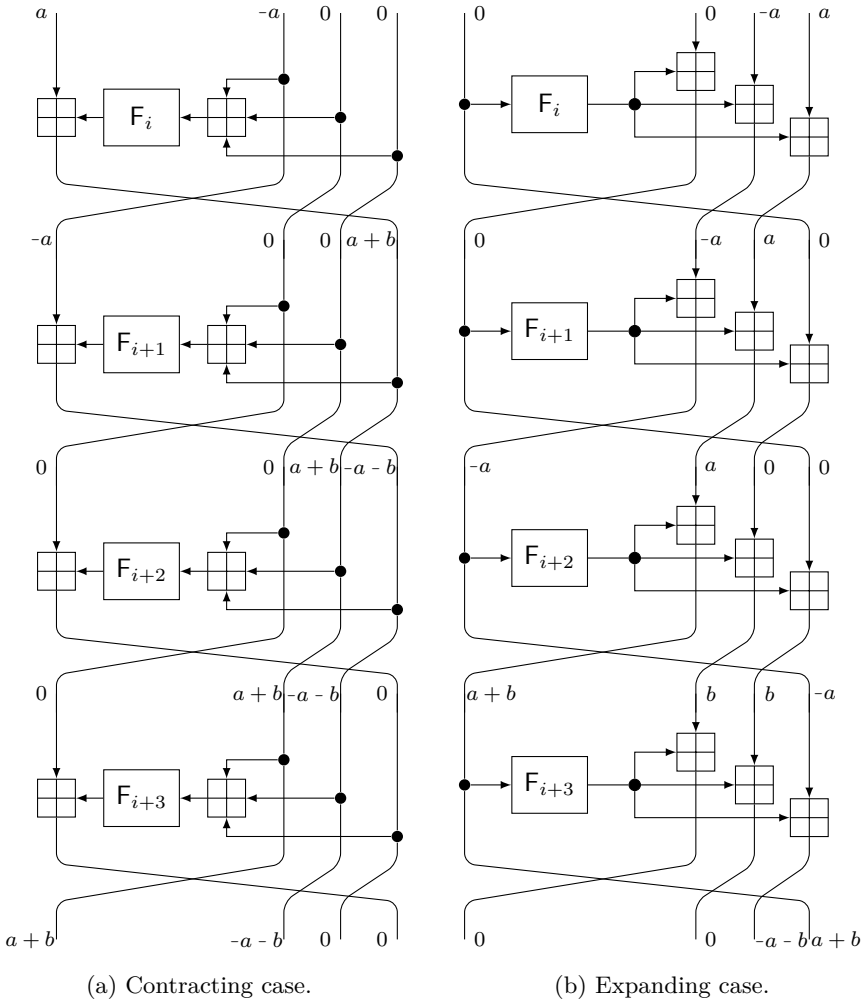 a -a 0 0 0 0 -a a
F_i F_i
-a 0 0 a + b 0 -a a 0
F_{i+1} F_{i+1}
0 0 a + b -a - b -a a 0 0
F_{i+2} F_{i+2}
0 a + b -a - b 0 a + b b b -a
F_{i+3} F_{i+3}
a + b -a - b 0 0 0 0 -a - b a + b
(a) Contracting case. (b) Expanding case.